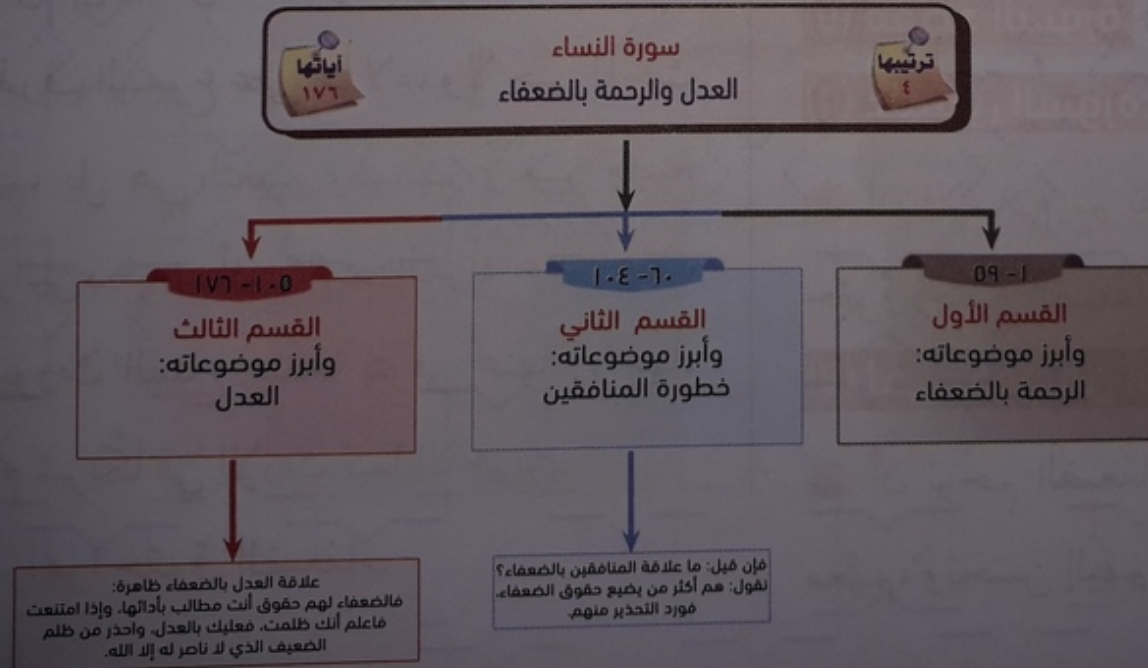 سورة النساء
العدل والرحمة بالضعفاء
ترتيبها
٤
آياتها
١٧٦
١-٥٩
القسم الأول
وأبرز موضوعاته:
الرحمة بالضعفاء
٦٠-١٠٤
القسم الثاني
وأبرز موضوعاته:
خطورة المنافقين
فإن قيل: ما علاقة المنافقين بالضعفاء؟
نقول: هم أكثر من يضيع حقوق الضعفاء،
فورد التحذير منهم.
١٠٥-١٧٦
القسم الثالث
وأبرز موضوعاته:
العدل
علاقة العدل بالضعفاء ظاهرة:
فالضعفاء لهم حقوق أنت مطالب بأدائها، وإذا امتنعت
فاعلم أنك ظلمت، فعليك بالعدل، واحذر من ظلم
الضعيف الذي لا ناصر له إلا الله.